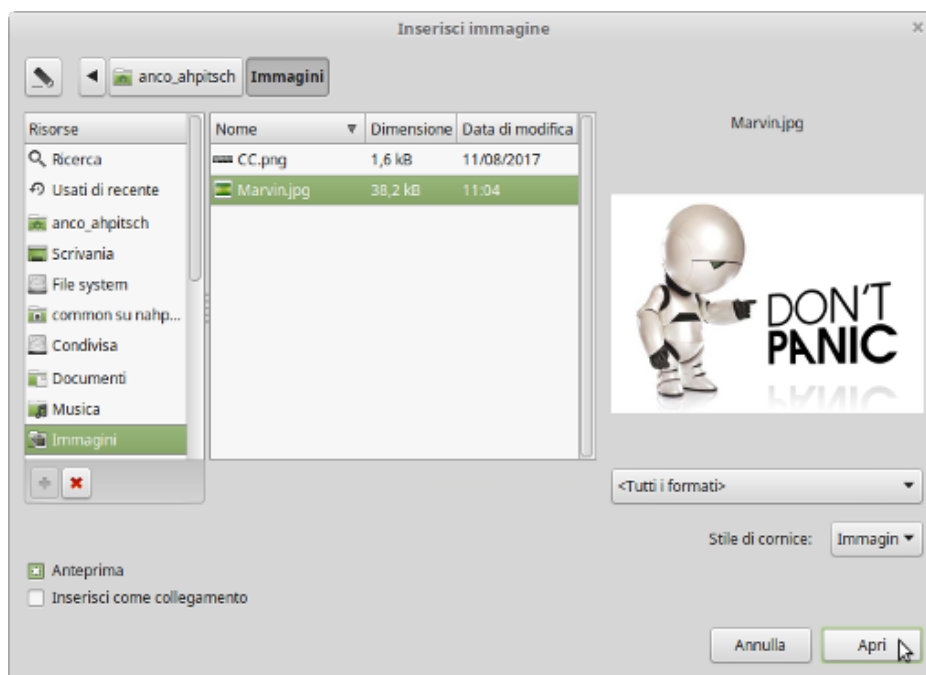 Inserisci immagine
anco_ahpitsch Immagini
Risorse
Ricerca
Usati di recente
anco_ahpitsch
Scrivania
File system
common su nahp...
Condivisa
Documenti
Musica
Immagini
Nome Dimensione Data di modifica
CC.png 1,6 kB 11/08/2017
Marvin.jpg 38,2 kB 11:04
Marvin.jpg
DON'T
PANIC
<Tutti i formati>
Stile di cornice: Immagin
Anteprima
Inserisci come collegamento
Annulla Apri